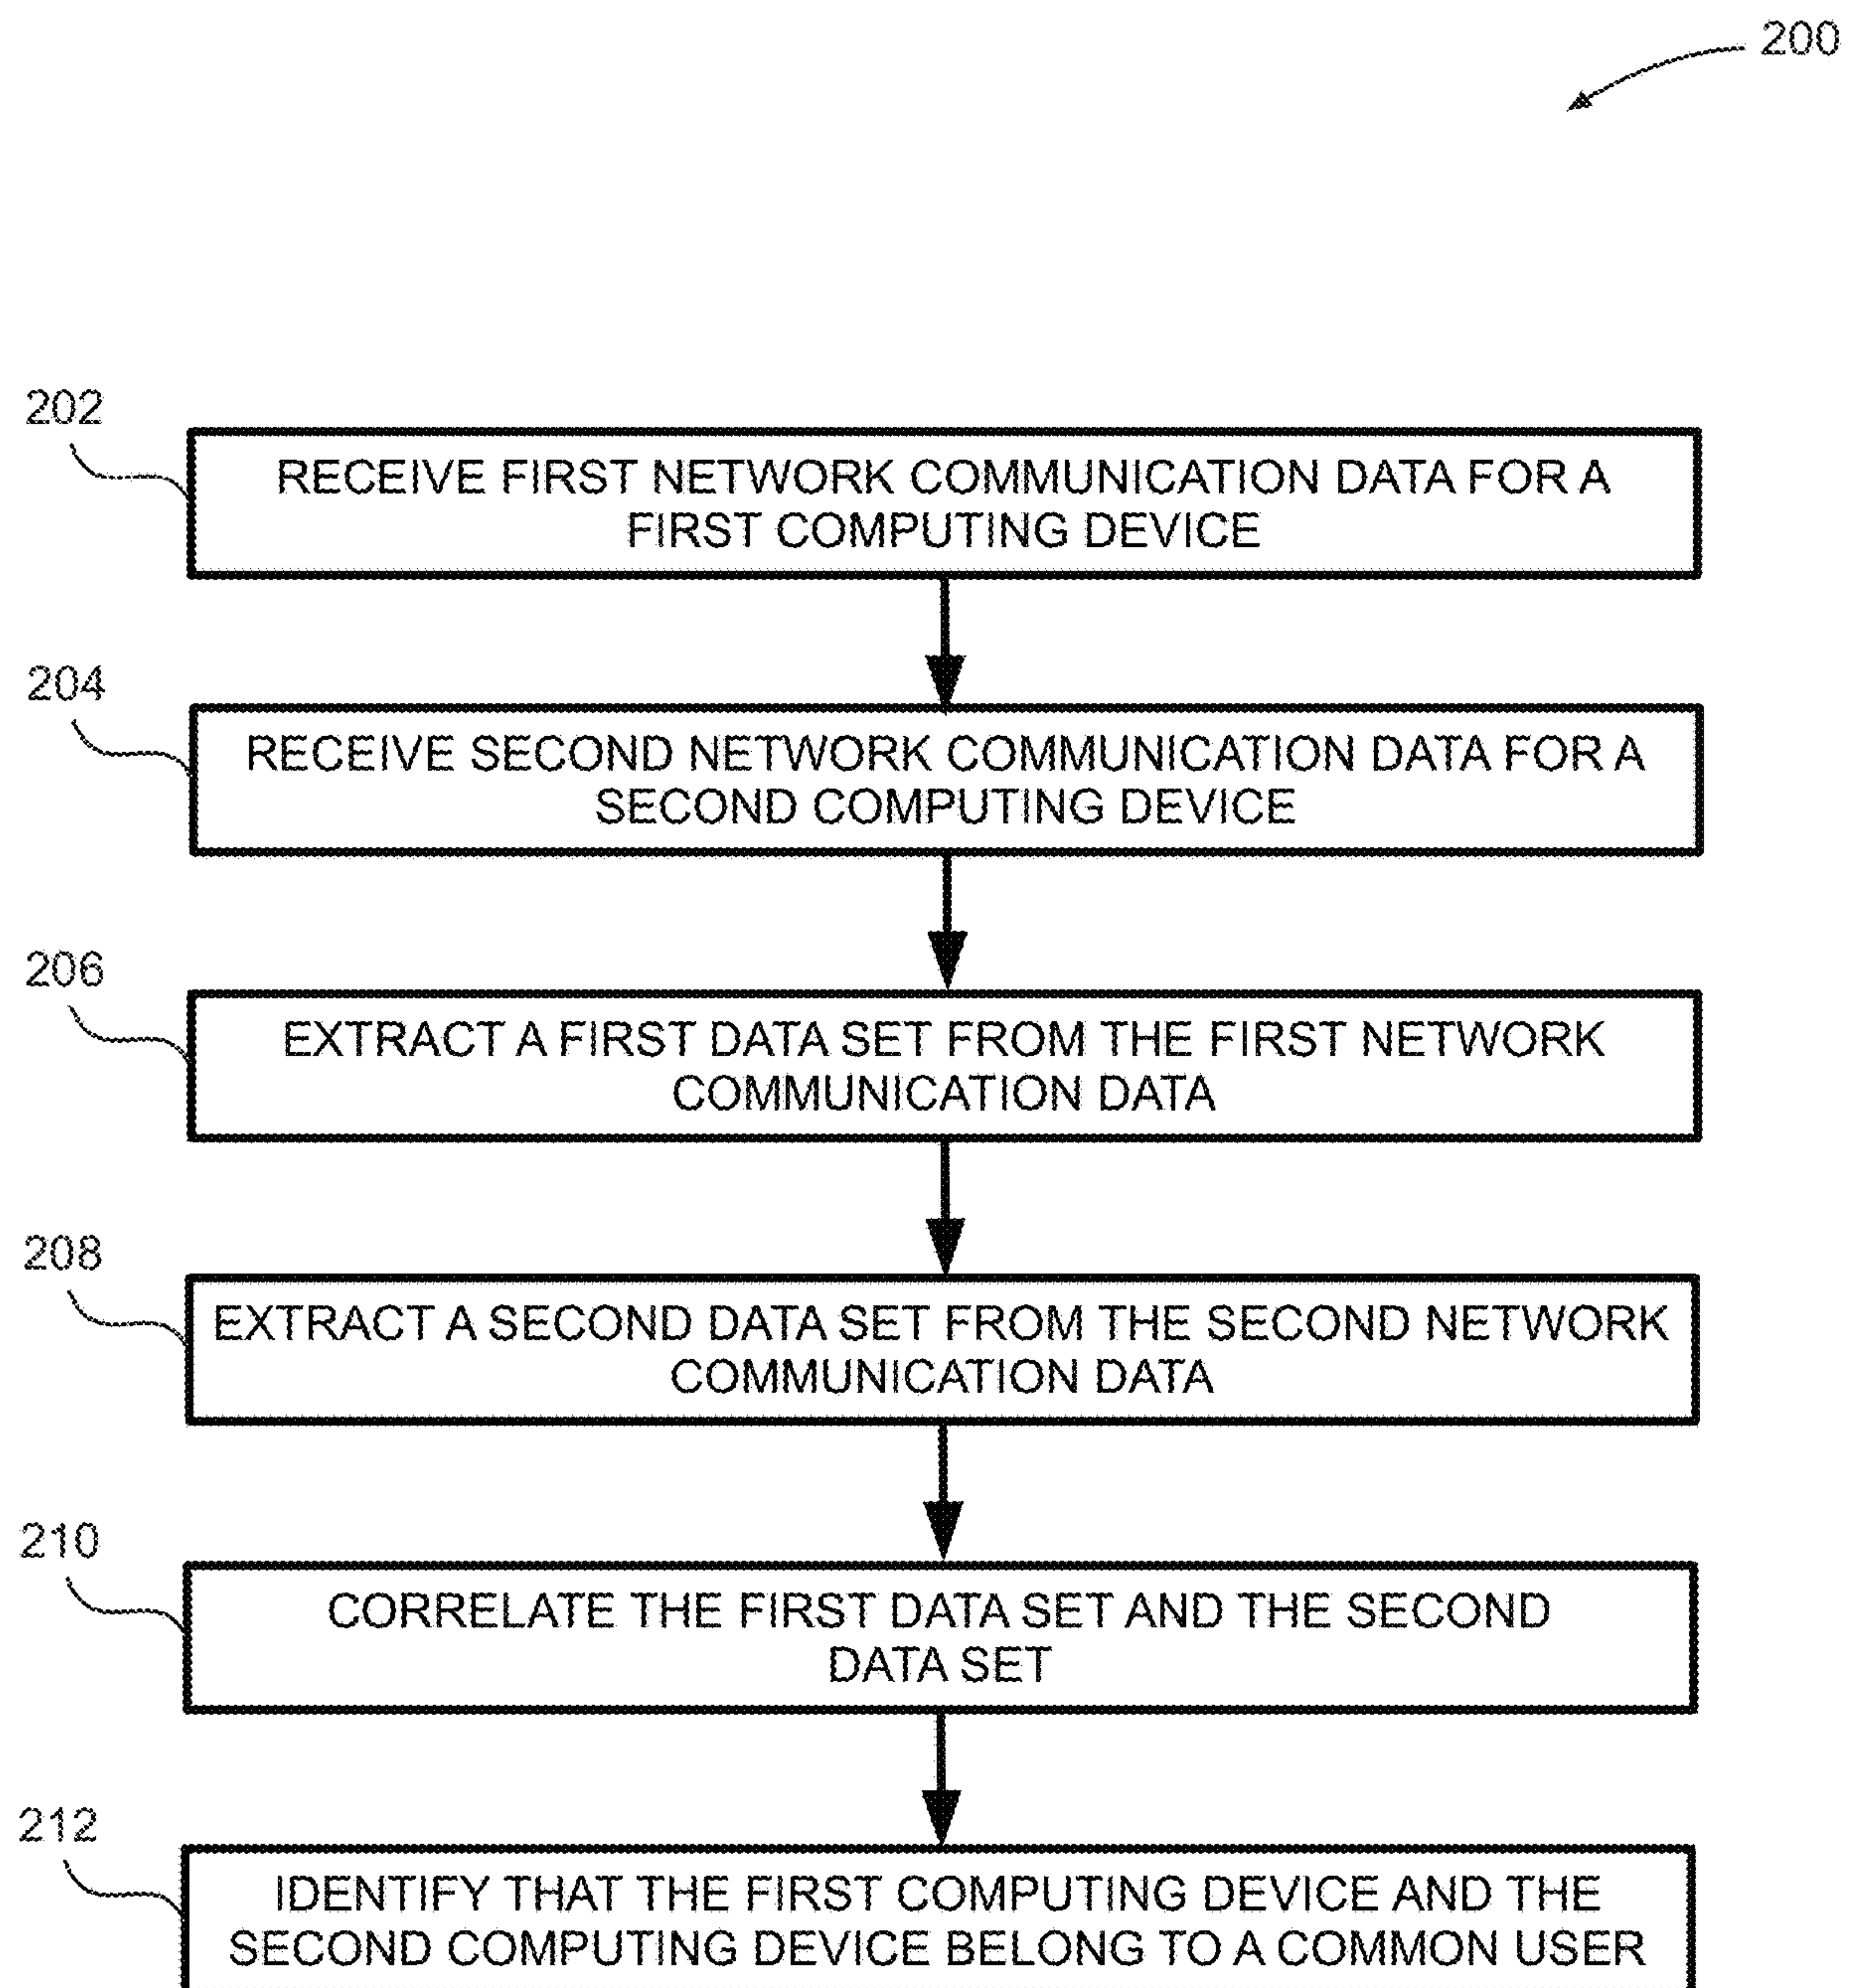 200
202
RECEIVE FIRST NETWORK COMMUNICATION DATA FOR A
FIRST COMPUTING DEVICE
204
RECEIVE SECOND NETWORK COMMUNICATION DATA FOR A
SECOND COMPUTING DEVICE
206
EXTRACT A FIRST DATA SET FROM THE FIRST NETWORK
COMMUNICATION DATA
208
EXTRACT A SECOND DATA SET FROM THE SECOND NETWORK
COMMUNICATION DATA
210
CORRELATE THE FIRST DATA SET AND THE SECOND
DATA SET
212
IDENTIFY THAT THE FIRST COMPUTING DEVICE AND THE
SECOND COMPUTING DEVICE BELONG TO A COMMON USER